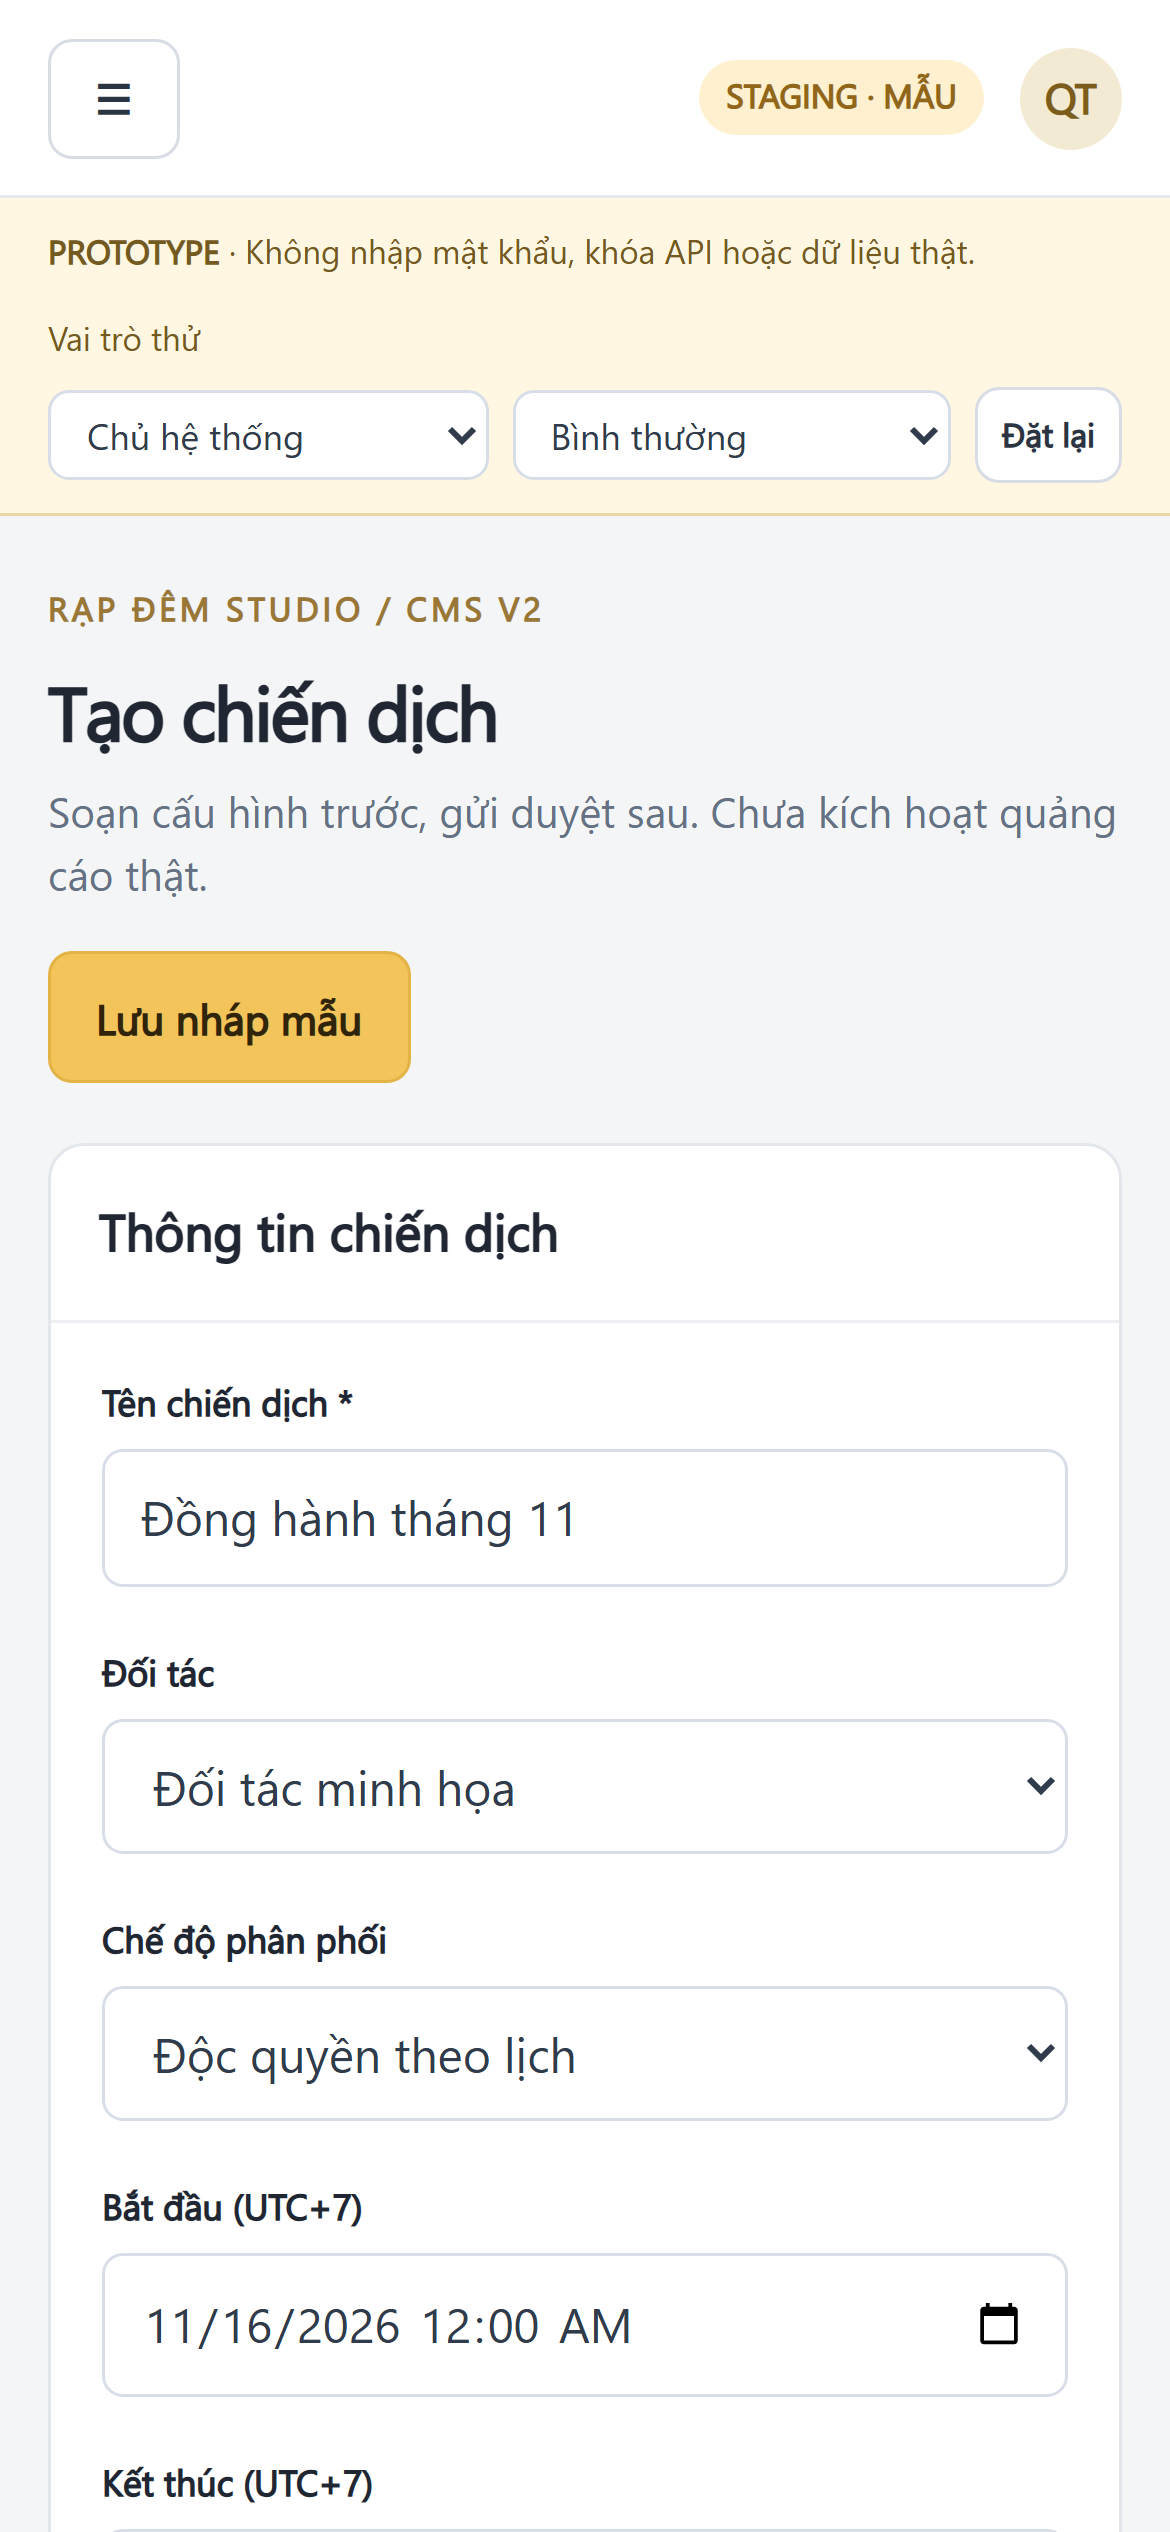 STAGING · MẪU
QT
PROTOTYPE · Không nhập mật khẩu, khóa API hoặc dữ liệu thật.
Vai trò thử
Chủ hệ thống
Bình thường
Đặt lại
RẠP ĐÊM STUDIO / CMS V2
Tạo chiến dịch
Soạn cấu hình trước, gửi duyệt sau. Chưa kích hoạt quảng
cáo thật.
Lưu nháp mẫu
Thông tin chiến dịch
Tên chiến dịch *
Đồng hành tháng 11
Đối tác
Đối tác minh họa
Chế độ phân phối
Độc quyền theo lịch
Bắt đầu (UTC+7)
11/16/2026 12:00 AM
Kết thúc (UTC+7)